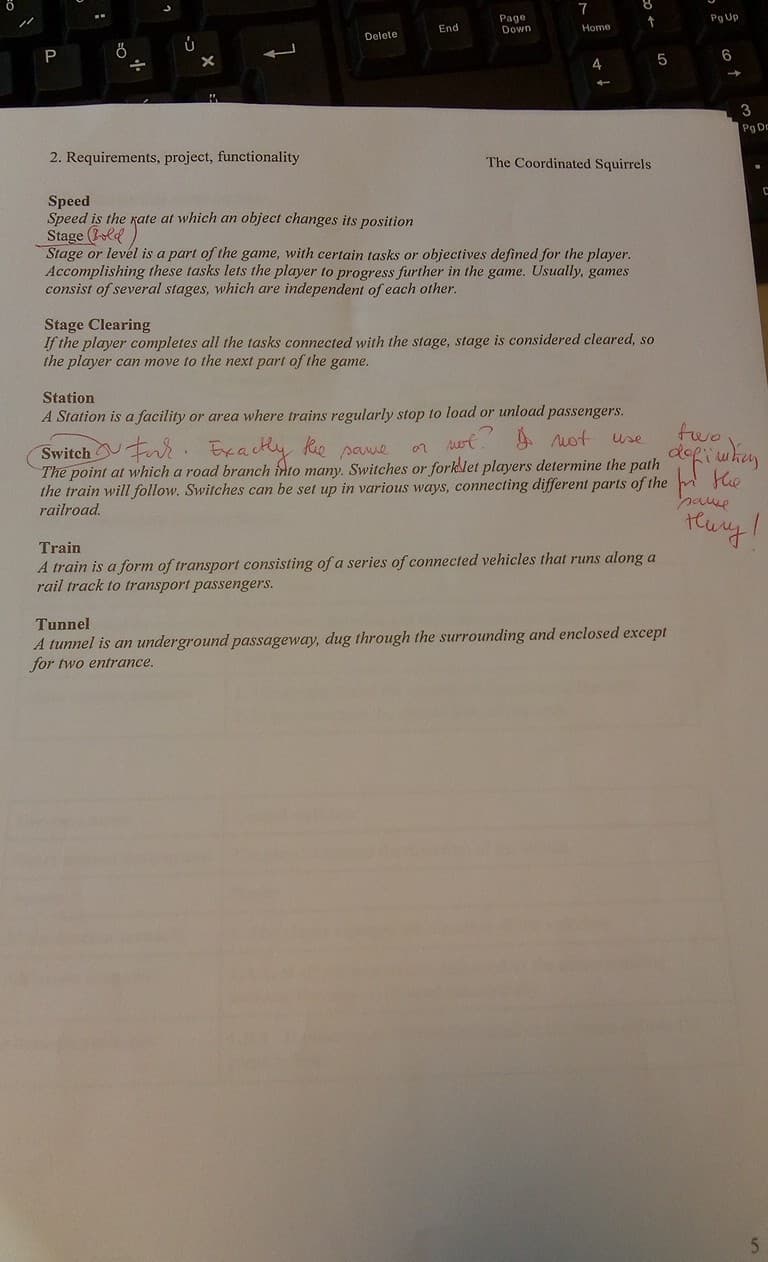 P
Ő
÷
Ú
×
Delete
End
Page
Down
7
Home
8
↑
PgUp
4
←
5
6
→
3
2. Requirements, project, functionality The Coordinated Squirrels
Speed
Speed is the rate at which an object changes its position
Stage (Bold)
Stage or level is a part of the game, with certain tasks or objectives defined for the player.
Accomplishing these tasks lets the player to progress further in the game. Usually, games
consist of several stages, which are independent of each other.
Stage Clearing
If the player completes all the tasks connected with the stage, stage is considered cleared, so
the player can move to the next part of the game.
Station
A Station is a facility or area where trains regularly stop to load or unload passengers.
Switch Fork. Exactly the same or not? Do not use two
definition
for the
same
thing!
The point at which a road branch into many. Switches or forks let players determine the path
the train will follow. Switches can be set up in various ways, connecting different parts of the
railroad.
Train
A train is a form of transport consisting of a series of connected vehicles that runs along a
rail track to transport passengers.
Tunnel
A tunnel is an underground passageway, dug through the surrounding and enclosed except
for two entrance.
5